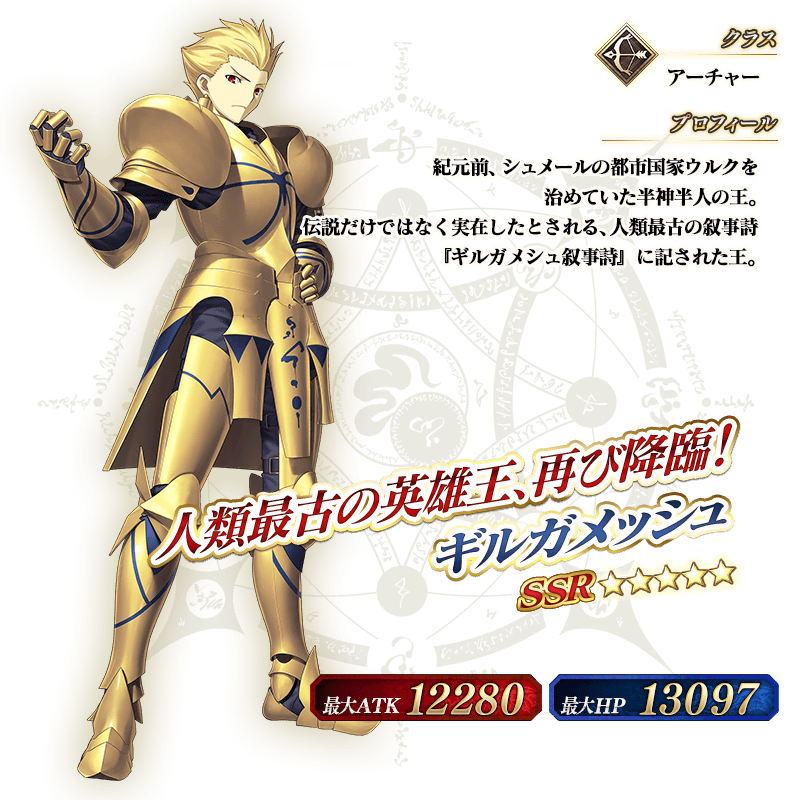 クラス
アーチャー
プロフィール
紀元前、シュメールの都市国家ウルクを
治めていた半神半人の王。
伝説だけではなく実在したとされる、人類最古の叙事詩
『ギルガメシュ叙事詩』に記された王。
人類最古の英雄王、再び降臨!
ギルガメッシュ
SSR ☆☆☆☆☆
最大ATK 12280
最大HP 13097